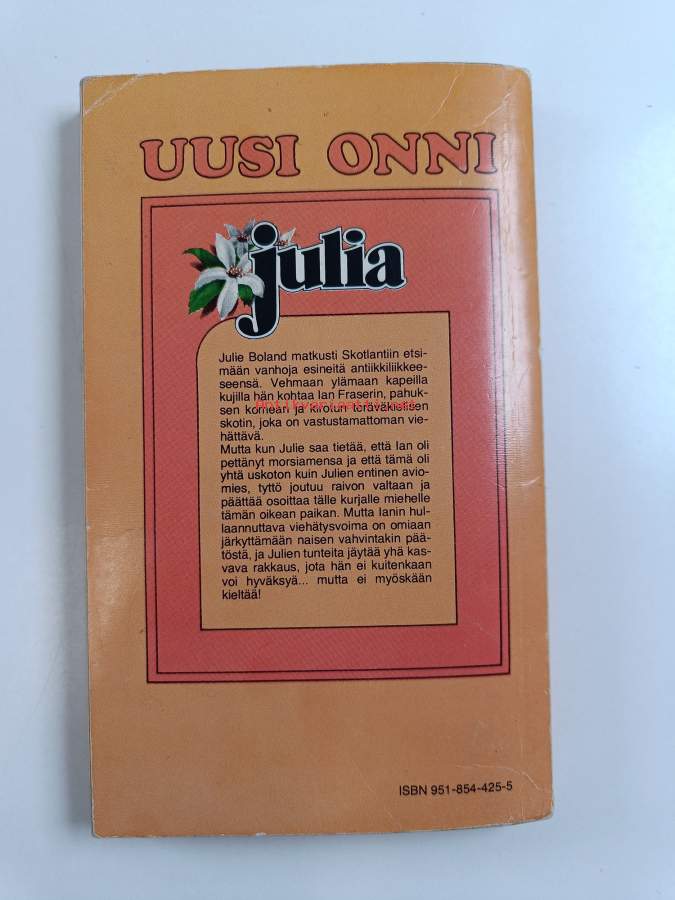 UUSI ONNI
julia
Julie Boland matkusti Skotlantiin etsi-
mään vanhoja esineitä antiikkiliikkee-
seensä. Vehmaan ylämaan kapeilla
kujilla hän kohtaa Ian Fraserin, pahuk-
sen komean ja kirotun teräväkielisen
Antikvariaatti.net
skotin, joka on vastustamattoman vie-
hättävä.
Mutta kun Julie saa tietää, että Ian oli
pettänyt morsiamensa ja että tämä oli
yhtä uskoton kuin Julien entinen avio-
mies, tyttö joutuu raivon valtaan ja
päättää osoittaa tälle kurjalle miehelle
tämän oikean paikan. Mutta Ianin hul-
laannuttava viehätysvoima on omiaan
järkyttämään naisen vahvintakin pää-
töstä, ja Julien tunteita jäytää yhä kas-
vava rakkaus, jota hän ei kuitenkaan
voi hyväksyä... mutta ei myöskään
kieltää!
ISBN 951-854-425-5